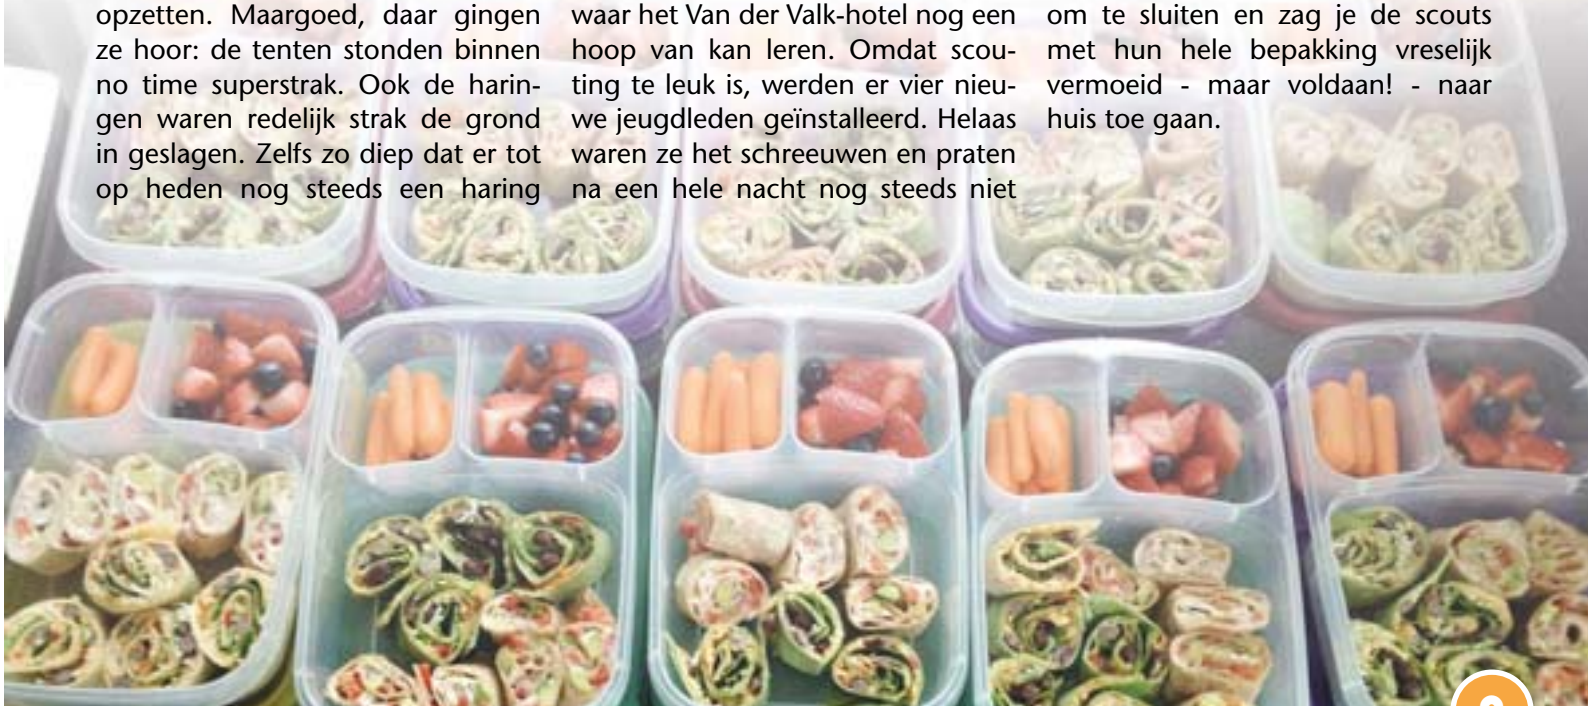 opzetten. Maargoed, daar gingen
ze hoor: de tenten stonden binnen
no time superstrak. Ook de harin-
gen waren redelijk strak de grond
in geslagen. Zelfs zo diep dat er tot
op heden nog steeds een haring
waar het Van der Valk-hotel nog een
hoop van kan leren. Omdat scou-
ting te leuk is, werden er vier nieu-
we jeugdleden geïnstalleerd. Helaas
waren ze het schreeuwen en praten
na een hele nacht nog steeds niet
om te sluiten en zag je de scouts
met hun hele bepakking vreselijk
vermoeid - maar voldaan! - naar
huis toe gaan.